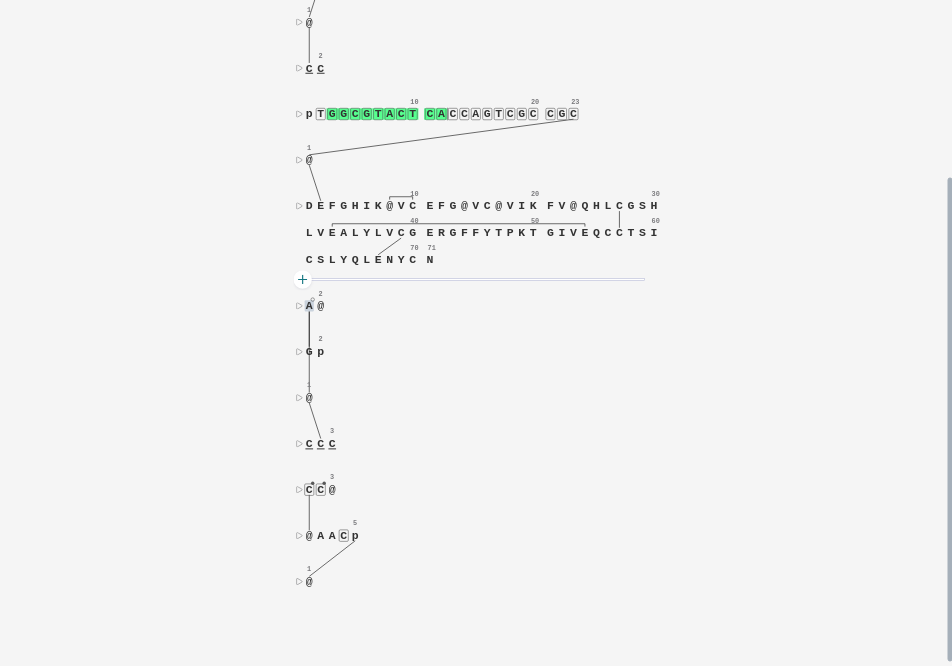 1
@
2
C C
10 20 23
p T G G C G T A C T C A C C A G T C G C C G C
1
@
10 20 30
D E F G H I K @ V C E F G @ V C @ V I K F V @ Q H L C G S H
40 50 60
L V E A L Y L V C G E R G F F Y T P K T G I V E Q C C T S I
70 71
C S L Y Q L E N Y C N
+
2
A @
2
G p
1
@
3
C C C
3
C C @
5
@ A A C p
1
@